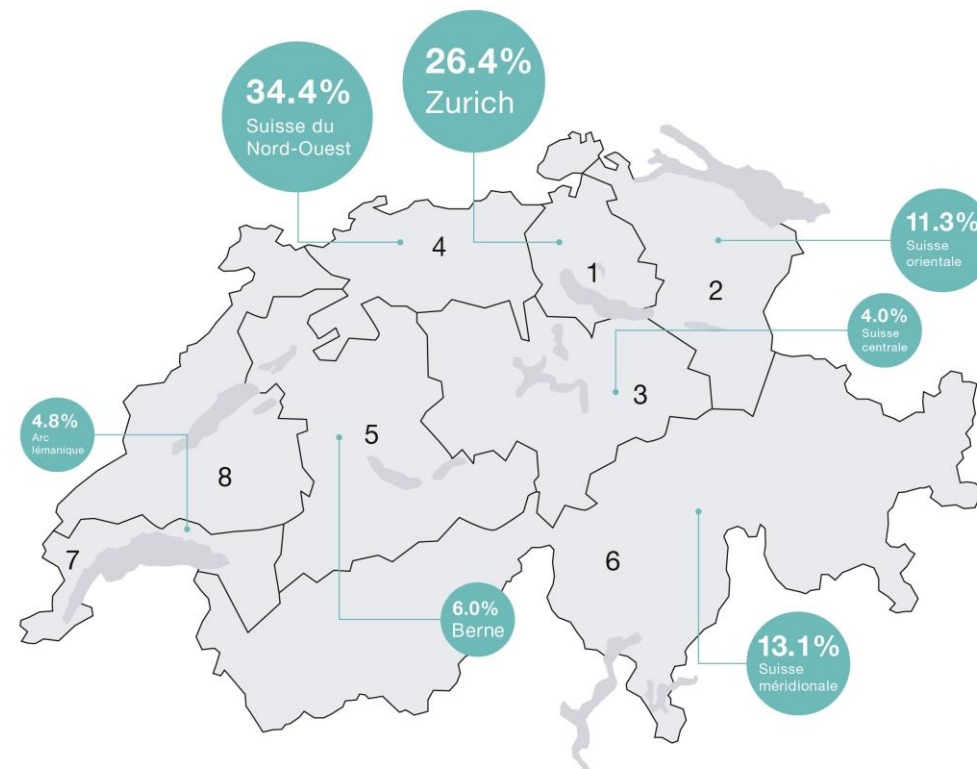 34.4%
Suisse du
Nord-Ouest
26.4%
Zurich
11.3%
Suisse
orientale
4.0%
Suisse
centrale
4.8%
Arc
lémanique
6.0%
Berne
13.1%
Suisse
méridionale
4
1
2
3
5
8
7
6